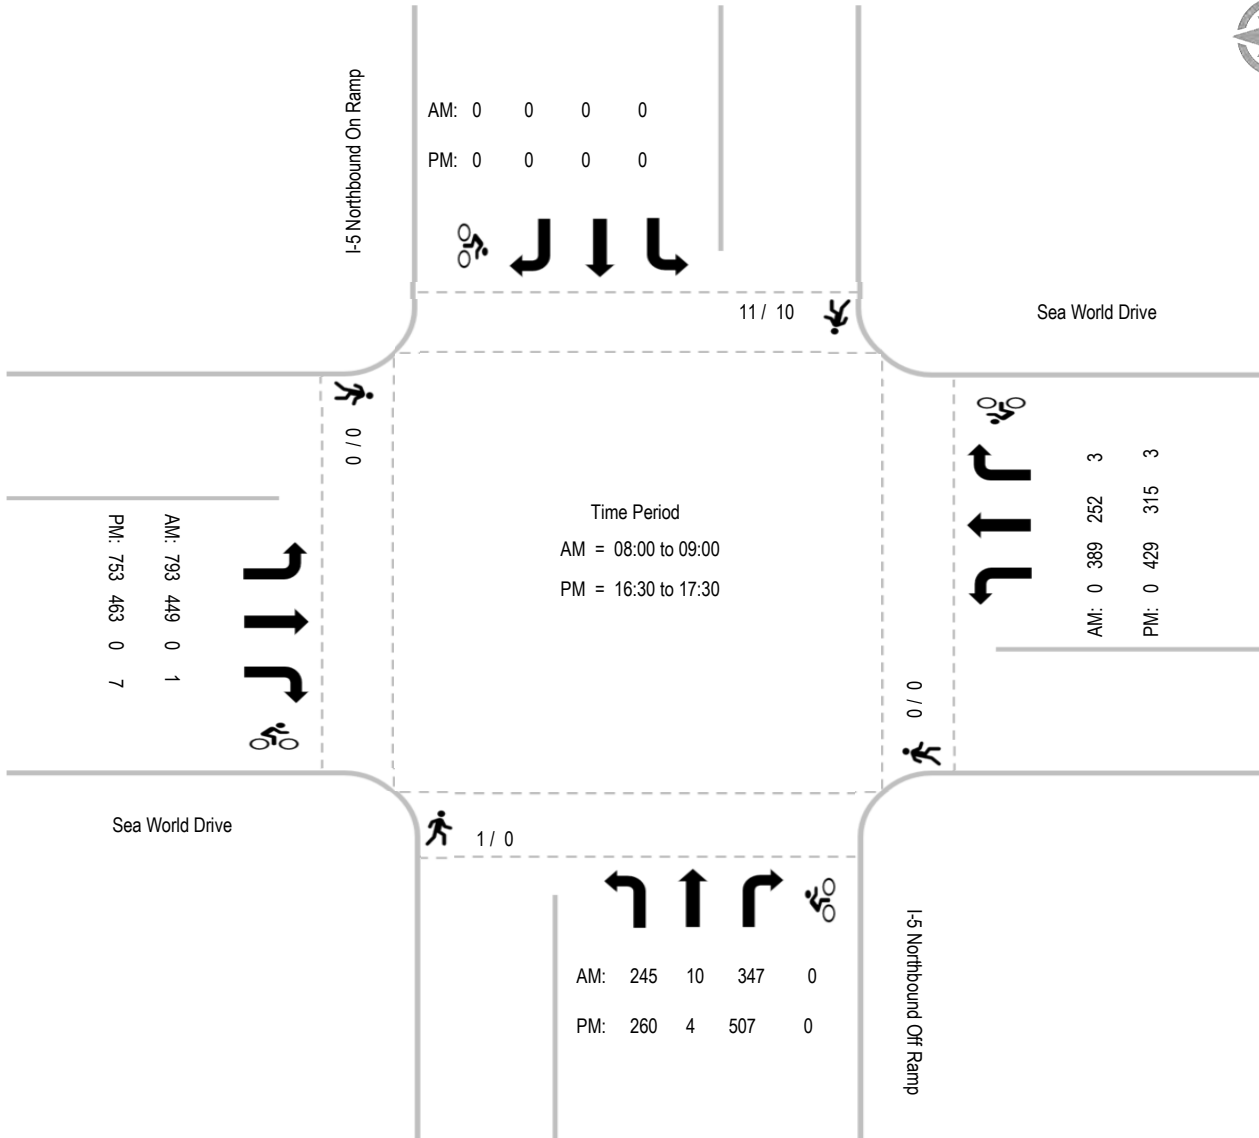 I-5 Northbound On Ramp
AM: 0 0 0 0
PM: 0 0 0 0
11 / 10
Sea World Drive
0 / 0
Time Period
AM = 08:00 to 09:00
PM = 16:30 to 17:30
AM: 793 449 0 1
PM: 753 463 0 7
AM: 0 389 252 3
PM: 0 429 315 3
0 / 0
Sea World Drive
1 / 0
AM: 245 10 347 0
PM: 260 4 507 0
I-5 Northbound Off Ramp